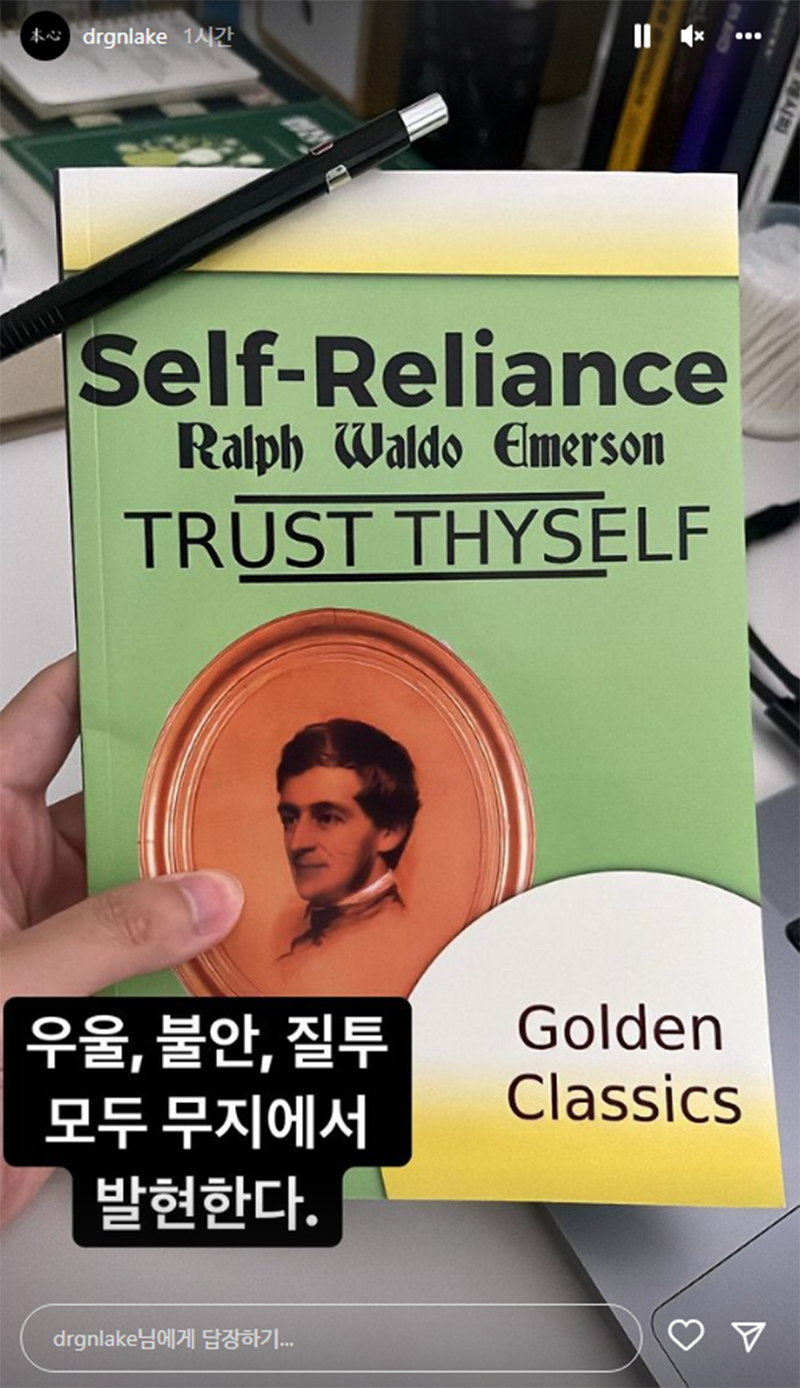 本心
drgnlake 1시간
Self-Reliance
Ralph Waldo Emerson
TRUST THYSELF
Golden
Classics
우울, 불안, 질투
모두 무지에서
발현한다.
drgnlake님에게 답장하기...